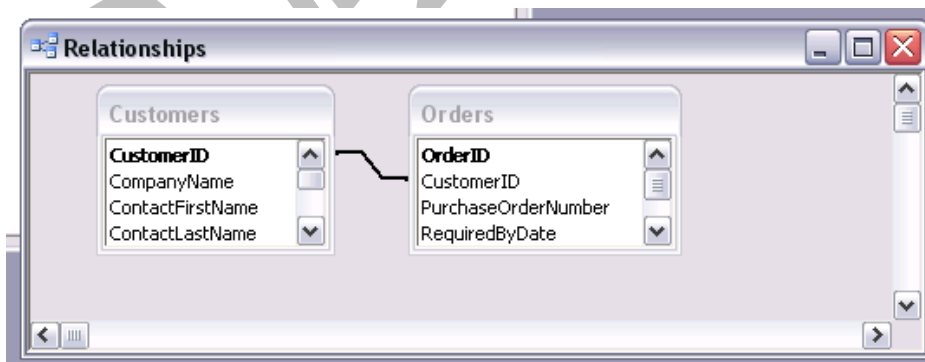 Relationships
Customers
CustomerID
CompanyName
ContactFirstName
ContactLastName
Orders
OrderID
CustomerID
PurchaseOrderNumber
RequiredByDate